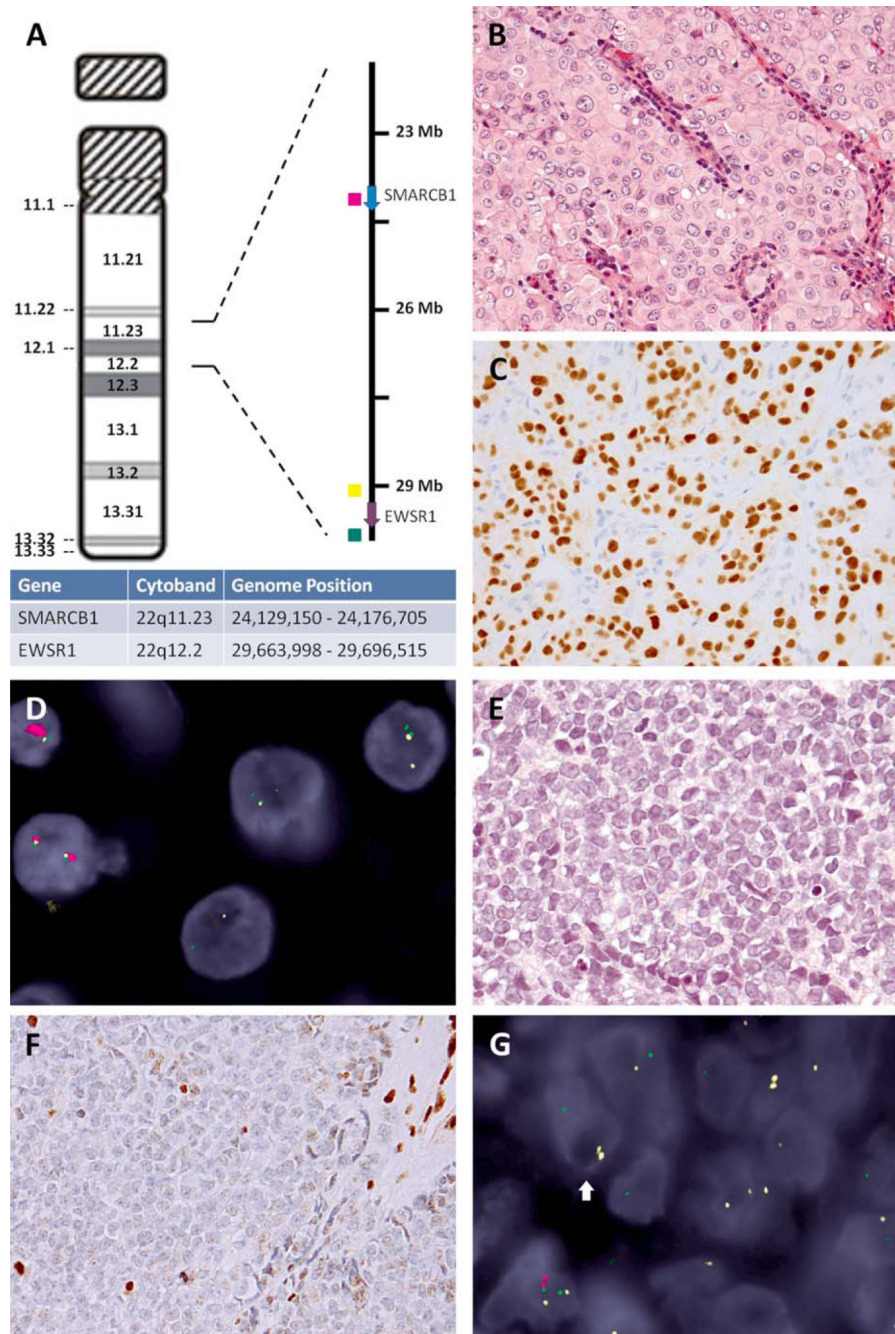 A
11.1
11.21
11.22
11.23
12.1
12.2
12.3
13.1
13.2
13.31
13.32
13.33
23 Mb
SMARCB1
26 Mb
29 Mb
EWSR1
Gene Cytoband Genome Position
SMARCB1 22q11.23 24,129,150 - 24,176,705
EWSR1 22q12.2 29,663,998 - 29,696,515
B
C
D
E
F
G